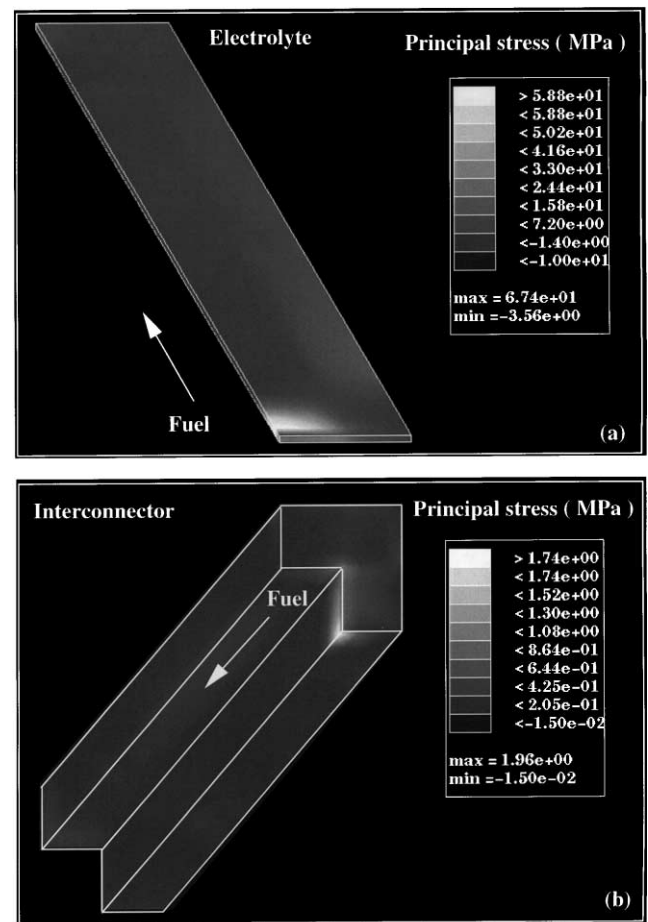 Electrolyte
Principal stress ( MPa )
> 5.88e+01
< 5.88e+01
< 5.02e+01
< 4.16e+01
< 3.30e+01
< 2.44e+01
< 1.58e+01
< 7.20e+00
<-1.40e+00
<-1.00e+01
max = 6.74e+01
min =-3.56e+00
Fuel
(a)
Interconnector
Principal stress ( MPa )
> 1.74e+00
< 1.74e+00
< 1.52e+00
< 1.30e+00
< 1.08e+00
< 8.64e-01
< 6.44e-01
< 4.25e-01
< 2.05e-01
<-1.50e-02
max = 1.96e+00
min =-1.50e-02
Fuel
(b)